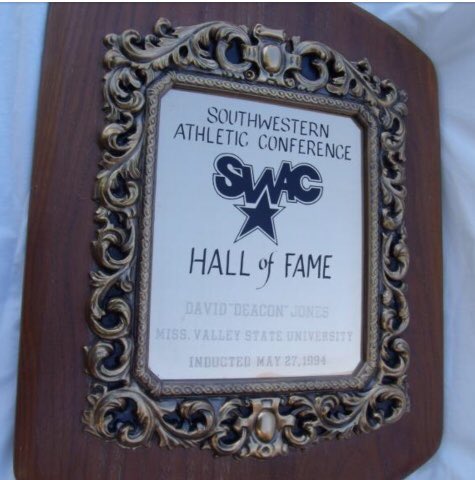 SOUTHWESTERN
ATHLETIC CONFERENCE
SWAC
HALL of FAME
DAVID "DEACON" JONES
MISS. VALLEY STATE UNIVERSITY
INDUCTED MAY 27, 1994